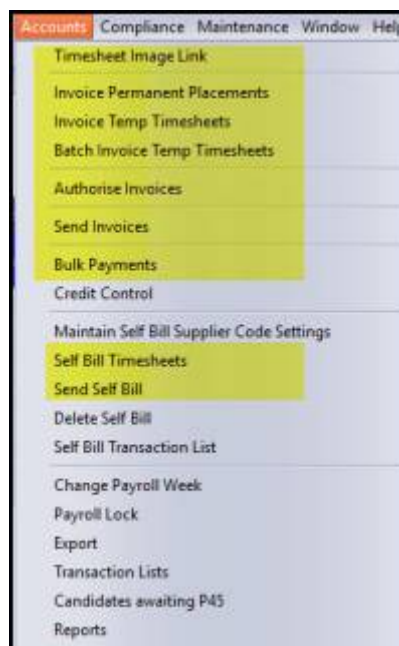 Accounts Compliance Maintenance Window Help
Timesheet Image Link
Invoice Permanent Placements
Invoice Temp Timesheets
Batch Invoice Temp Timesheets
Authorise Invoices
Send Invoices
Bulk Payments
Credit Control
Maintain Self Bill Supplier Code Settings
Self Bill Timesheets
Send Self Bill
Delete Self Bill
Self Bill Transaction List
Change Payroll Week
Payroll Lock
Export
Transaction Lists
Candidates awaiting P45
Reports